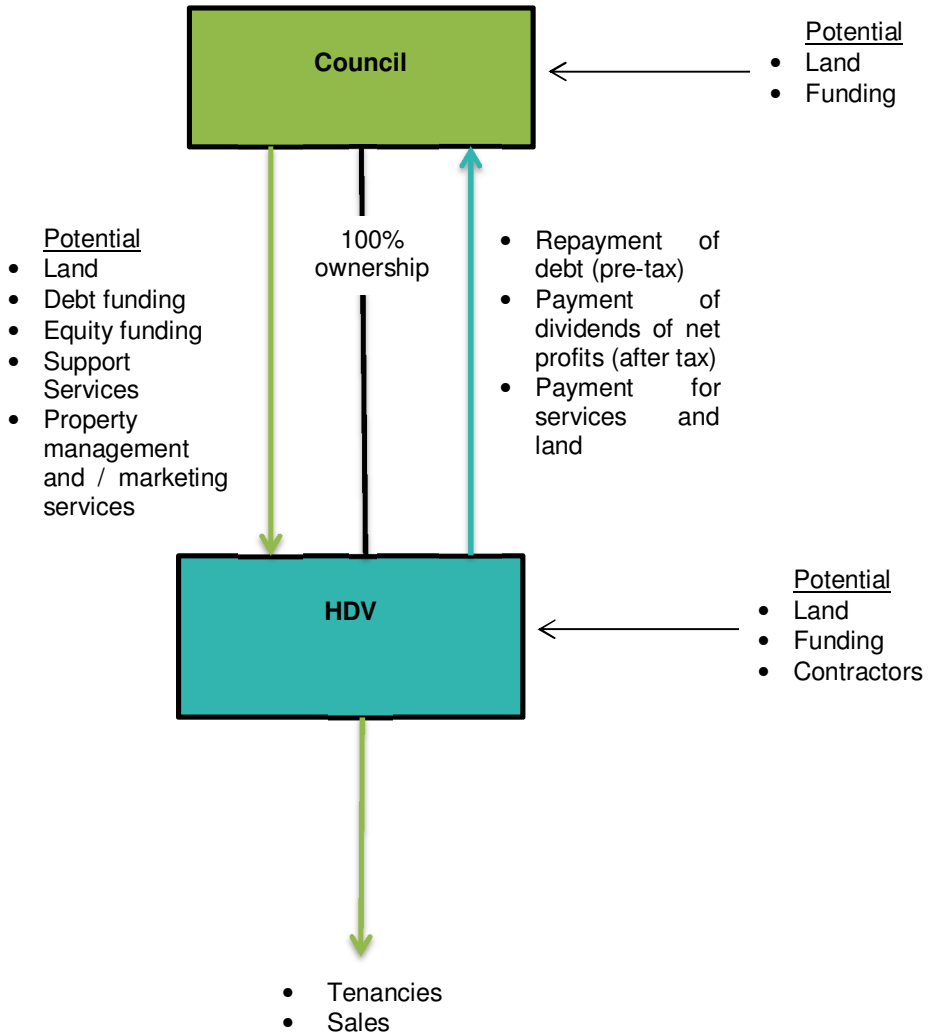 Council
Potential
• Land
• Funding
Potential
• Land
• Debt funding
• Equity funding
• Support
Services
• Property
management
and / marketing
services
100%
ownership
• Repayment of
debt (pre-tax)
• Payment of
dividends of net
profits (after tax)
• Payment for
services and
land
HDV
Potential
• Land
• Funding
• Contractors
• Tenancies
• Sales